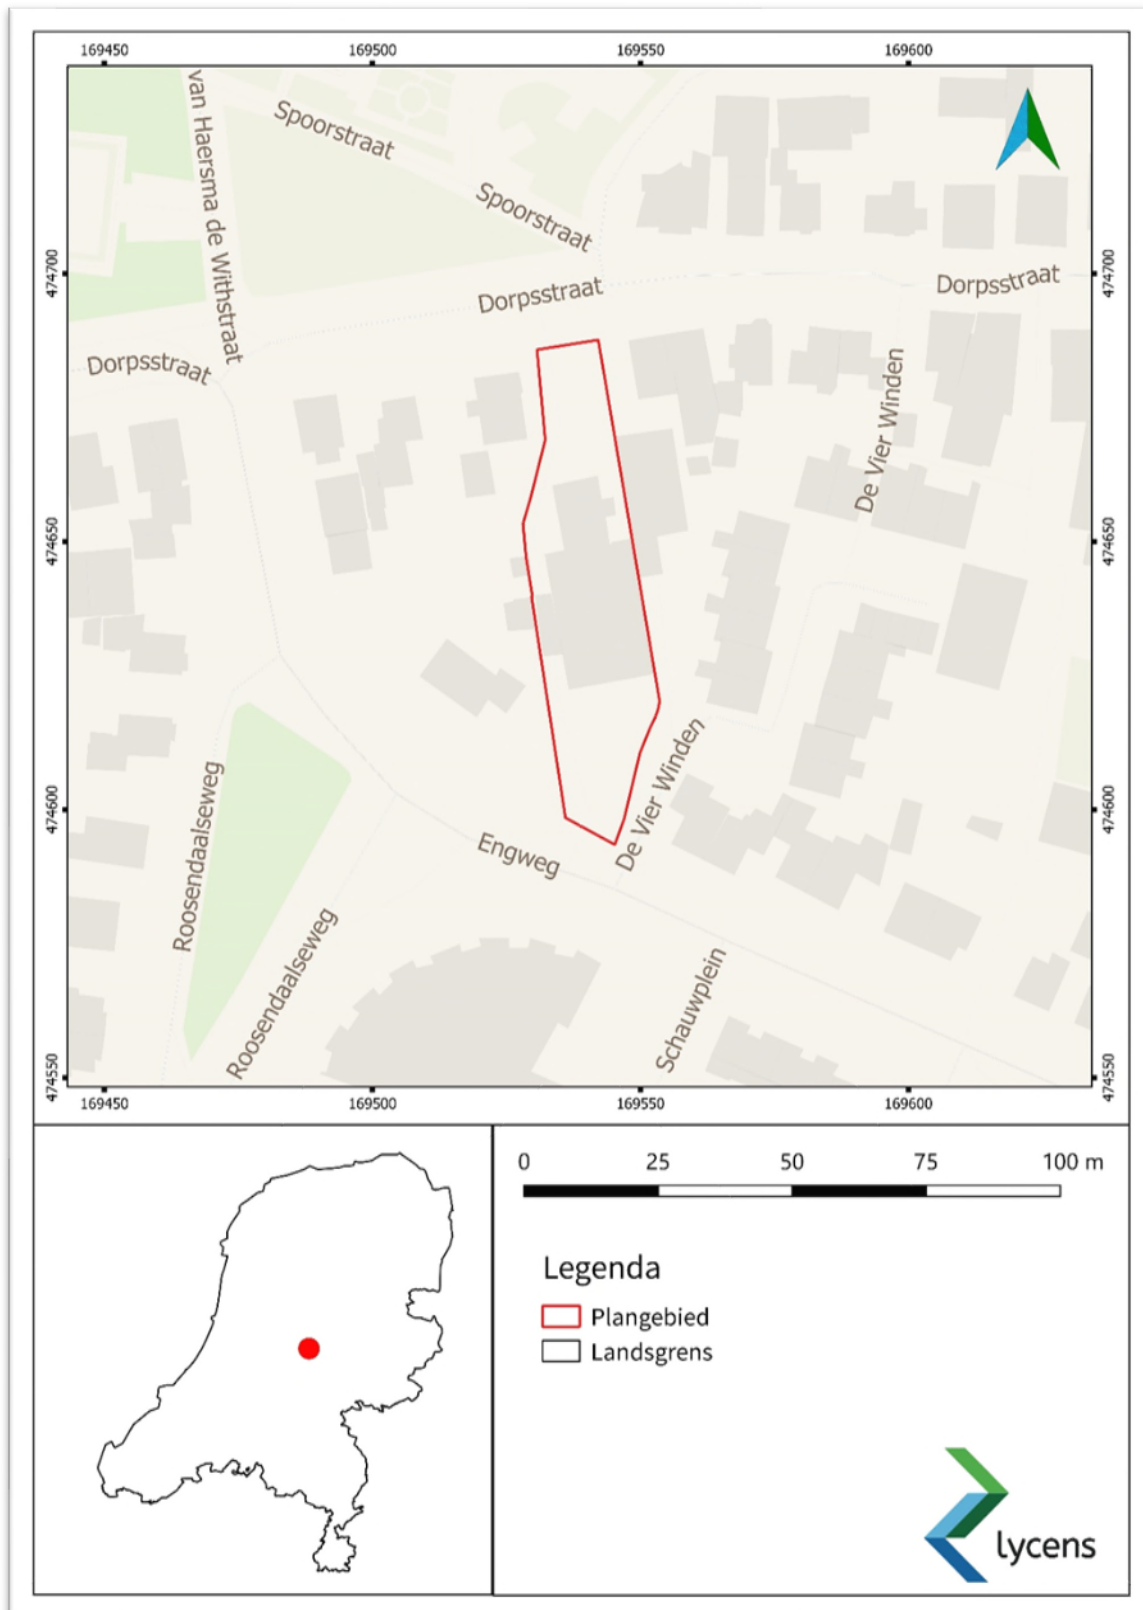 169450 169500 169550 169600
van Haersma de Withstraat
Spoorstraat
Spoorstraat
474700
474700
Dorpsstraat
Dorpsstraat
Dorpsstraat
De Vier Winden
474650
474650
De Vier Winden
474600
474600
Roosendaalseweg
Engweg
Roosendaalseweg
Schauwplein
474550
474550
169450 169500 169550 169600
0 25 50 75 100 m
Legenda
Plangebied
Landsgrens
lycens